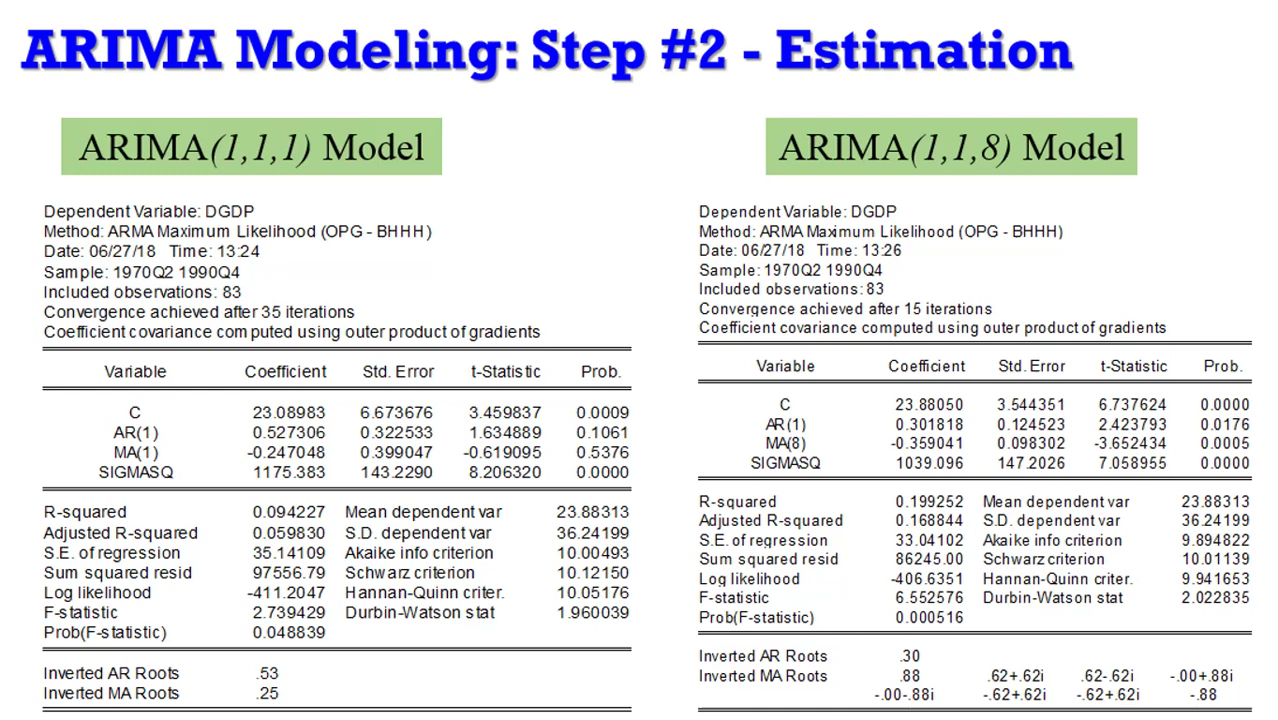 ARIMA Modeling: Step #2 - Estimation
ARIMA(1,1,1) Model
Dependent Variable: DGDP
Method: ARMA Maximum Likelihood (OPG - BHHH)
Date: 06/27/18 Time: 13:24
Sample: 1970Q2 1990Q4
Included observations: 83
Convergence achieved after 35 iterations
Coefficient covariance computed using outer product of gradients
Variable Coefficient Std. Error t-Statistic Prob.
C 23.08983 6.673676 3.459837 0.0009
AR(1) 0.527306 0.322533 1.634889 0.1061
MA(1) -0.247048 0.399047 -0.619095 0.5376
SIGMASQ 1175.383 143.2290 8.206320 0.0000
R-squared 0.094227 Mean dependent var 23.88313
Adjusted R-squared 0.059830 S.D. dependent var 36.24199
S.E. of regression 35.14109 Akaike info criterion 10.00493
Sum squared resid 97556.79 Schwarz criterion 10.12150
Log likelihood -411.2047 Hannan-Quinn criter. 10.05176
F-statistic 2.739429 Durbin-Watson stat 1.960039
Prob(F-statistic) 0.048839
Inverted AR Roots .53
Inverted MA Roots .25
ARIMA(1,1,8) Model
Dependent Variable: DGDP
Method: ARMA Maximum Likelihood (OPG - BHHH)
Date: 06/27/18 Time: 13:26
Sample: 1970Q2 1990Q4
Included observations: 83
Convergence achieved after 15 iterations
Coefficient covariance computed using outer product of gradients
Variable Coefficient Std. Error t-Statistic Prob.
C 23.88050 3.544351 6.737624 0.0000
AR(1) 0.301818 0.124523 2.423793 0.0176
MA(8) -0.359041 0.098302 -3.652434 0.0005
SIGMASQ 1039.096 147.2026 7.058955 0.0000
R-squared 0.199252 Mean dependent var 23.88313
Adjusted R-squared 0.168844 S.D. dependent var 36.24199
S.E. of regression 33.04102 Akaike info criterion 9.894822
Sum squared resid 86245.00 Schwarz criterion 10.01139
Log likelihood -406.6351 Hannan-Quinn criter. 9.941653
F-statistic 6.552576 Durbin-Watson stat 2.022835
Prob(F-statistic) 0.000516
Inverted AR Roots .30
Inverted MA Roots .88 .62+.62i .62-.62i -.00+.88i
-.00-.88i -.62+.62i -.62+.62i -.88